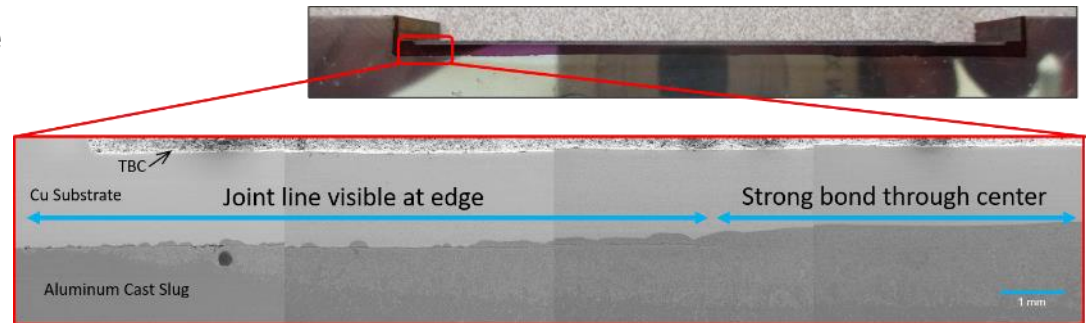 e
TBC
Cu Substrate
Joint line visible at edge
Strong bond through center
Aluminum Cast Slug
1 mm